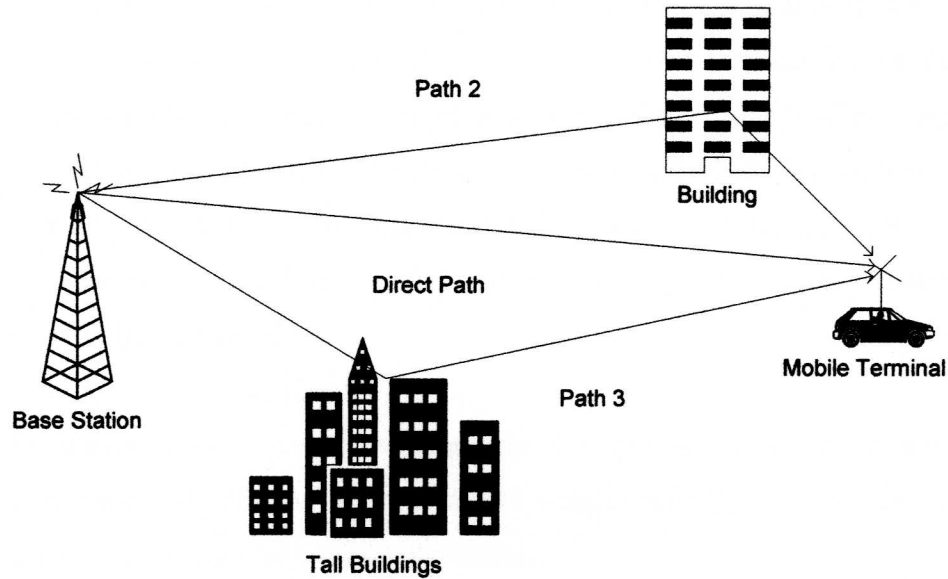 Path 2
Building
Direct Path
Mobile Terminal
Path 3
Base Station
Tall Buildings